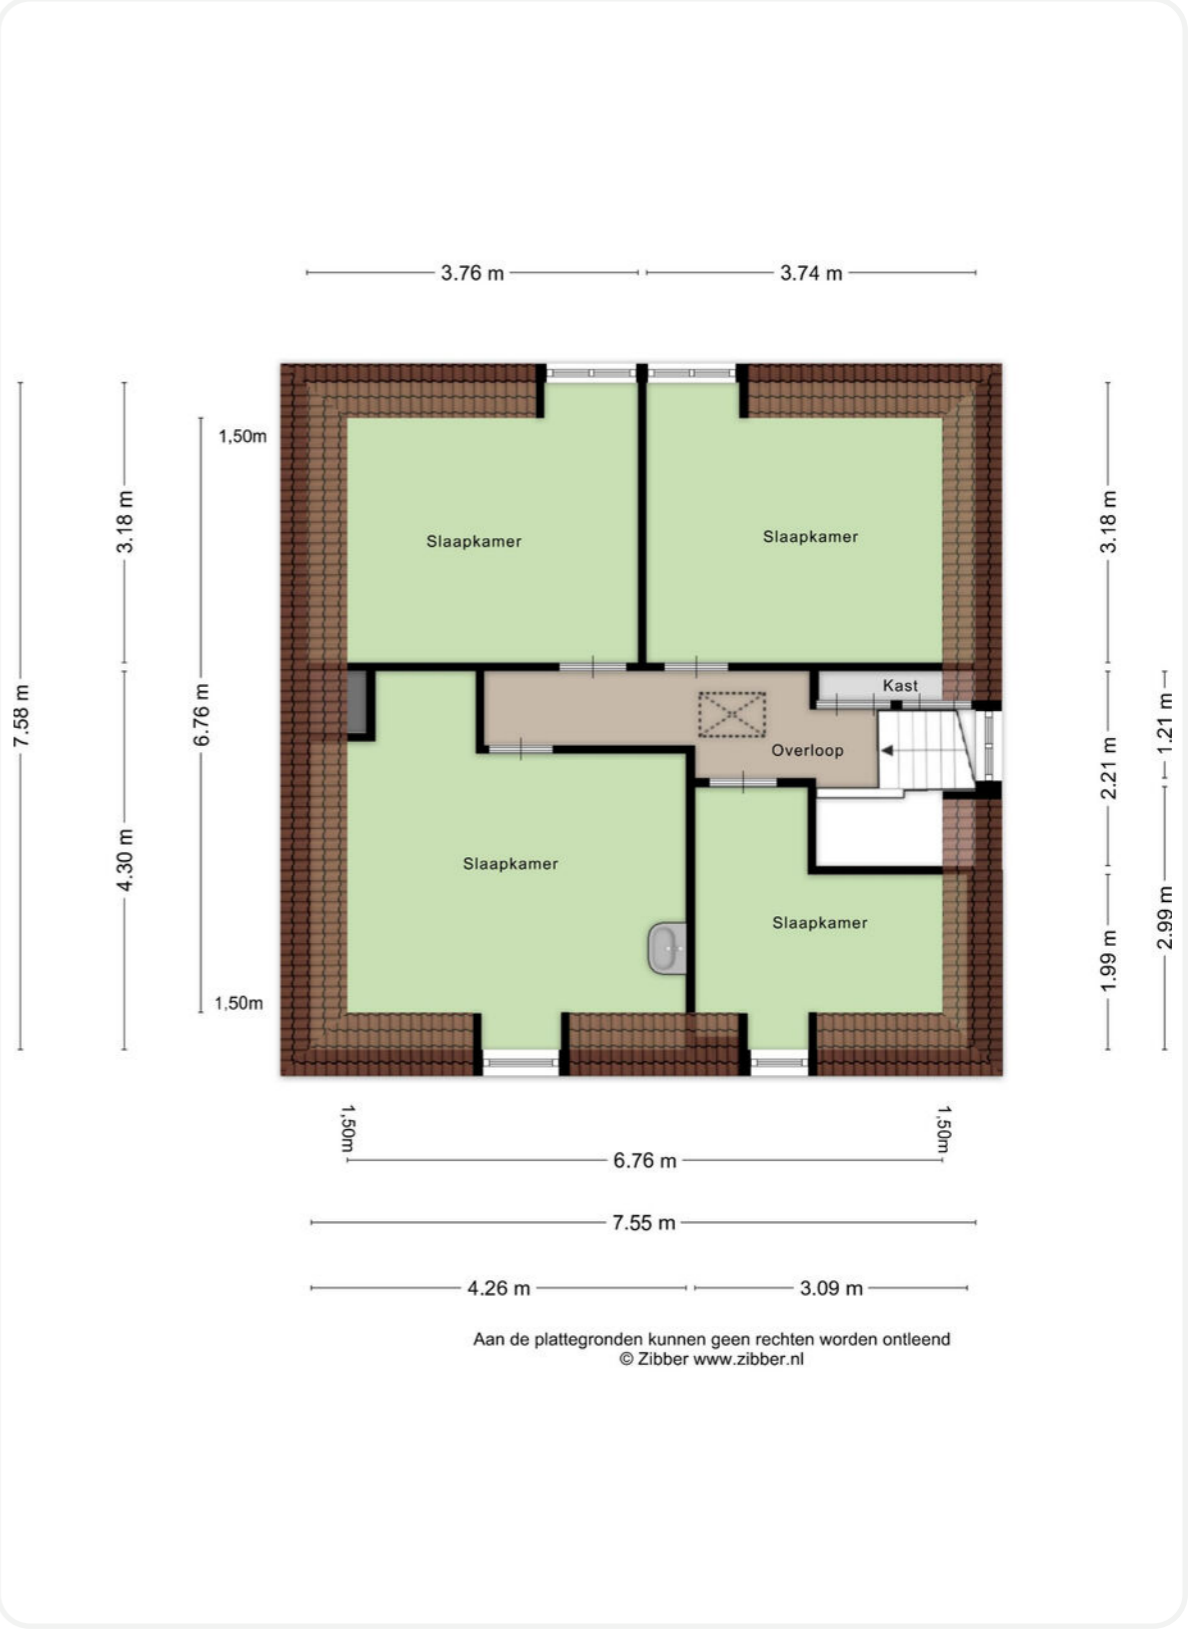 3.76 m
3.74 m
1,50m
3.18 m
3.18 m
Slaapkamer
Slaapkamer
Kast
7.58 m
6.76 m
1.21 m
2.21 m
Overloop
4.30 m
Slaapkamer
Slaapkamer
2.99 m
1.99 m
1,50m
1,50m
1,50m
6.76 m
7.55 m
4.26 m
3.09 m
Aan de plattegronden kunnen geen rechten worden ontleend
© Zibber www.zibber.nl